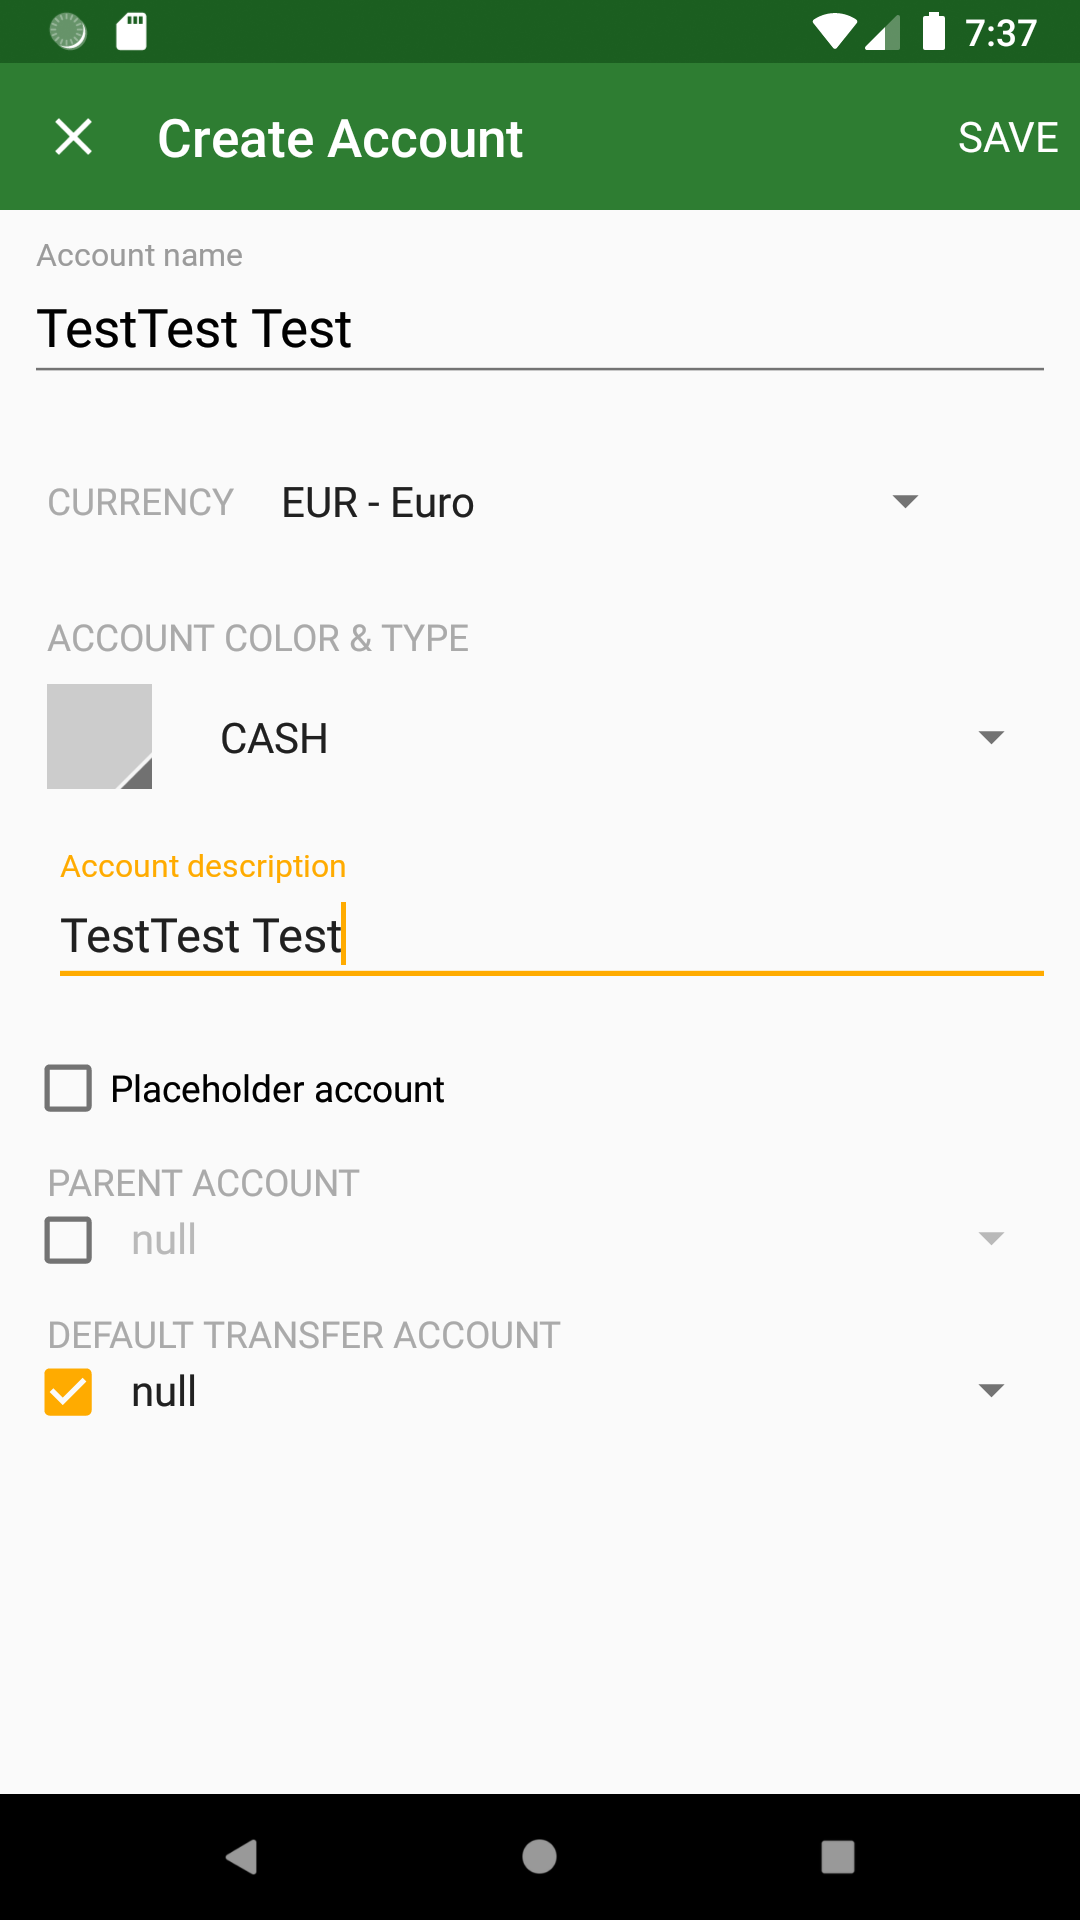 7:37
Create Account
SAVE
Account name
TestTest Test
CURRENCY
EUR - Euro
ACCOUNT COLOR & TYPE
CASH
Account description
TestTest Test
Placeholder account
PARENT ACCOUNT
null
DEFAULT TRANSFER ACCOUNT
null